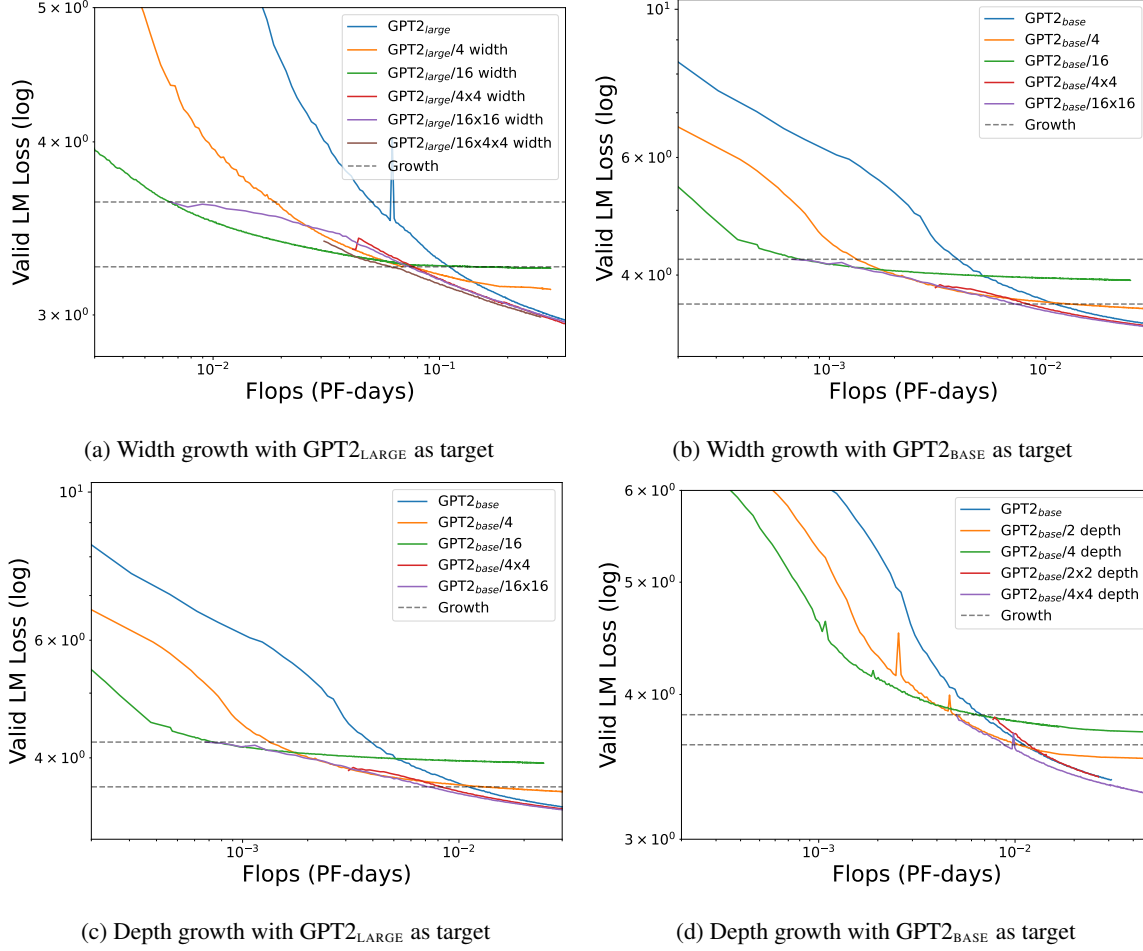 5 × 10⁰
4 × 10⁰
3 × 10⁰
Valid LM Loss (log)
GPT2large
GPT2large/4 width
GPT2large/16 width
GPT2large/4x4 width
GPT2large/16x16 width
GPT2large/16x4x4 width
Growth
10⁻² 10⁻¹
Flops (PF-days)
(a) Width growth with GPT2LARGE as target
10¹
6 × 10⁰
4 × 10⁰
Valid LM Loss (log)
GPT2base
GPT2base/4
GPT2base/16
GPT2base/4x4
GPT2base/16x16
Growth
10⁻³ 10⁻²
Flops (PF-days)
(b) Width growth with GPT2BASE as target
10¹
6 × 10⁰
4 × 10⁰
Valid LM Loss (log)
GPT2base
GPT2base/4
GPT2base/16
GPT2base/4x4
GPT2base/16x16
Growth
10⁻³ 10⁻²
Flops (PF-days)
(c) Depth growth with GPT2LARGE as target
6 × 10⁰
5 × 10⁰
4 × 10⁰
3 × 10⁰
Valid LM Loss (log)
GPT2base
GPT2base/2 depth
GPT2base/4 depth
GPT2base/2x2 depth
GPT2base/4x4 depth
Growth
10⁻³ 10⁻²
Flops (PF-days)
(d) Depth growth with GPT2BASE as target